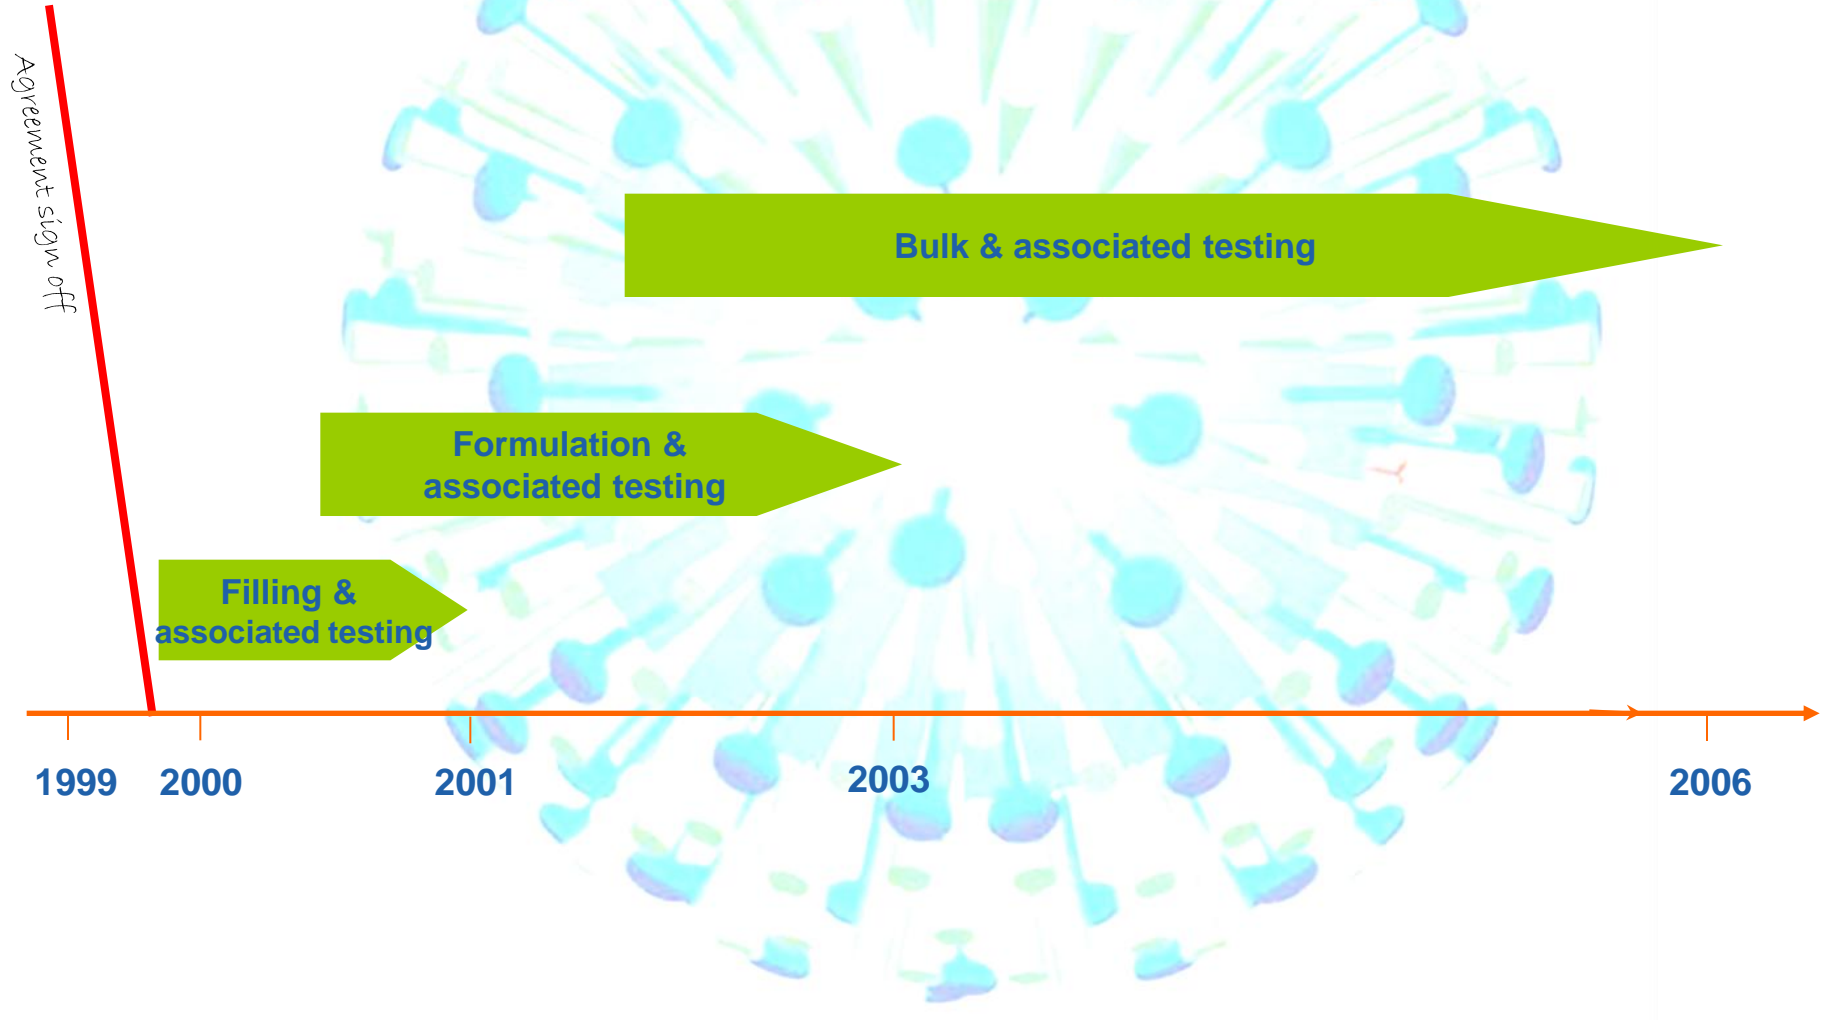 Agreement sign off
Bulk & associated testing
Formulation &
associated testing
Filling &
associated testing
1999
2000
2001
2003
2006